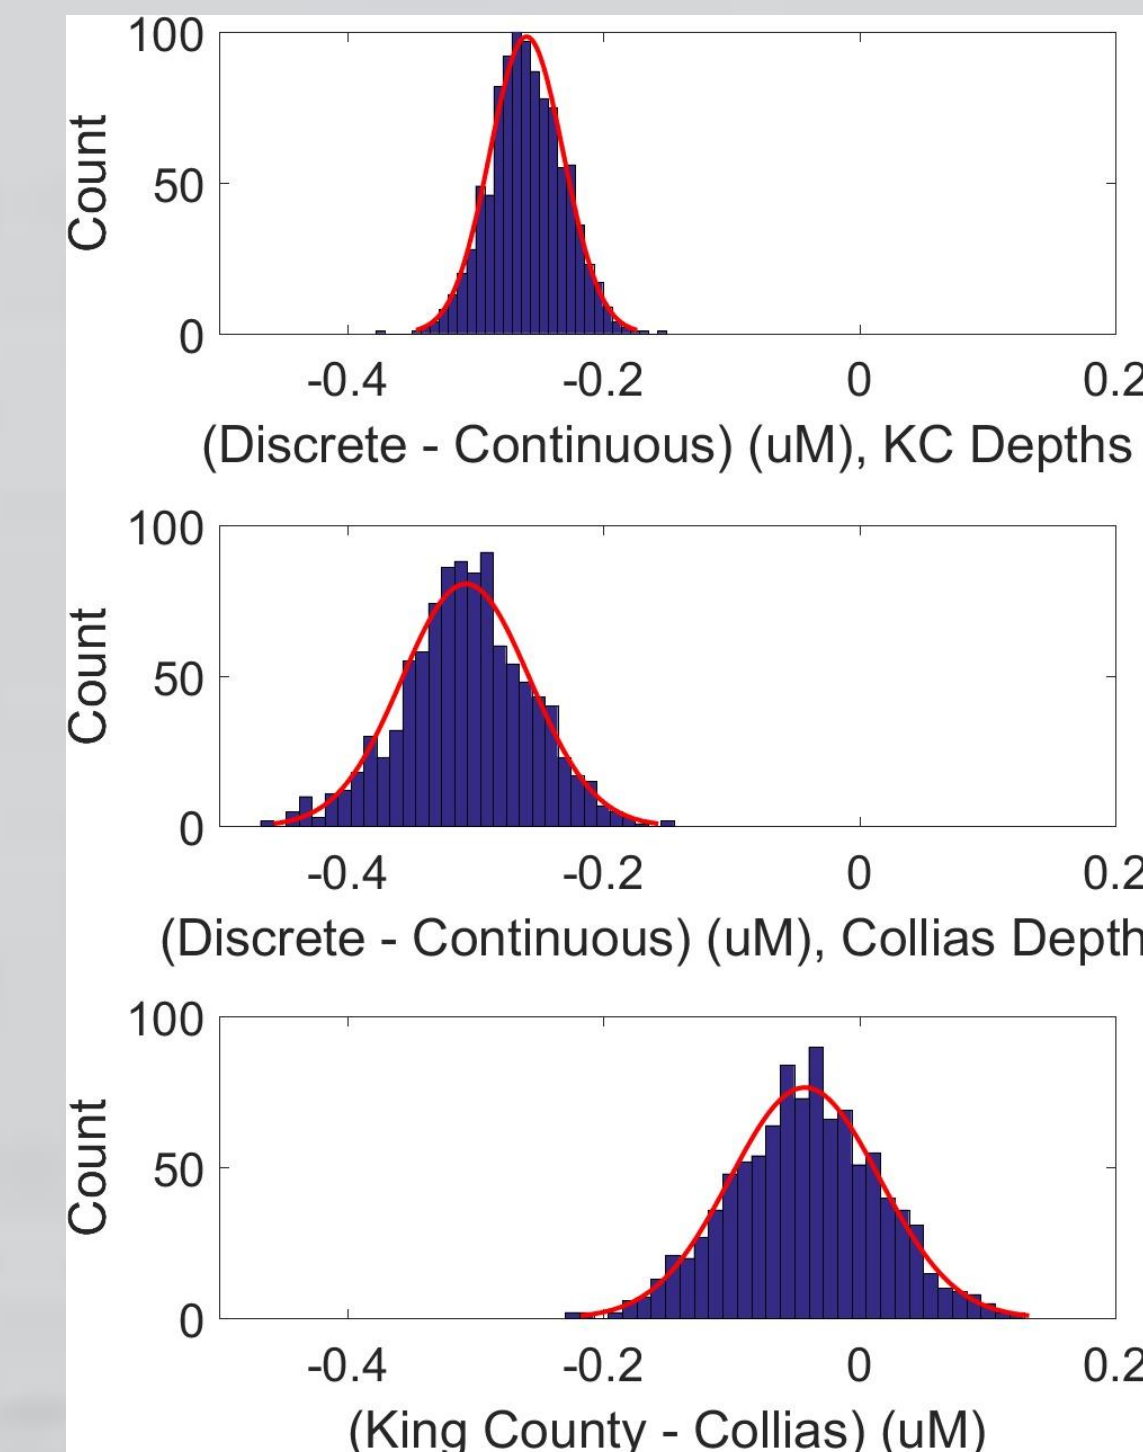 100
50
0
Count
-0.4 -0.2 0 0.2
(Discrete - Continuous) (uM), KC Depths
100
50
0
Count
-0.4 -0.2 0 0.2
(Discrete - Continuous) (uM), Collias Depth
100
50
0
Count
-0.4 -0.2 0 0.2
(King County - Collias) (uM)